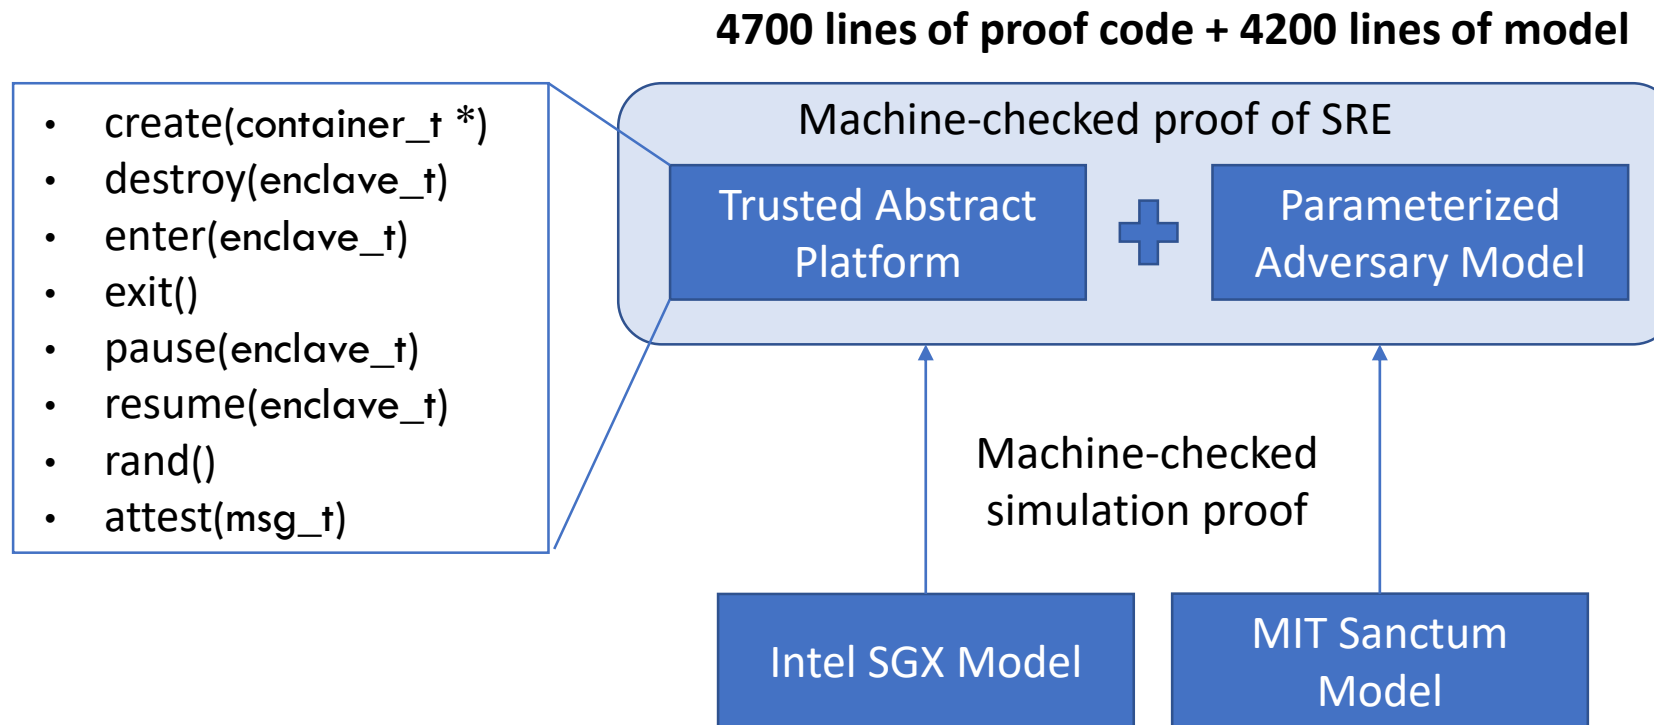 4700 lines of proof code + 4200 lines of model
• create(container_t *)
• destroy(enclave_t)
• enter(enclave_t)
• exit()
• pause(enclave_t)
• resume(enclave_t)
• rand()
• attest(msg_t)
Machine-checked proof of SRE
Trusted Abstract
Platform
Parameterized
Adversary Model
Machine-checked
simulation proof
Intel SGX Model
MIT Sanctum
Model